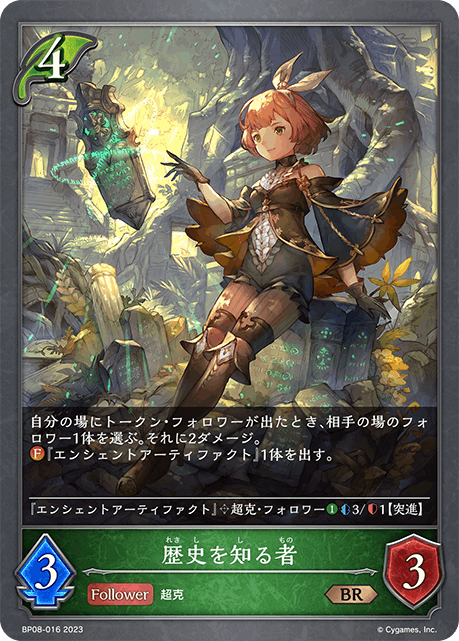 4
自分の場にトークン・フォロワーが出たとき、相手の場のフォ
ロワー1体を選ぶ。それに2ダメージ。
F『エンシェントアーティファクト』1体を出す。
『エンシェントアーティファクト』超克・フォロワー 1 3/ 1【突進】
れきし し もの
歴史を知る者
3
Follower 超克
BR
3
BP08-016 2023
© Cygames, Inc.